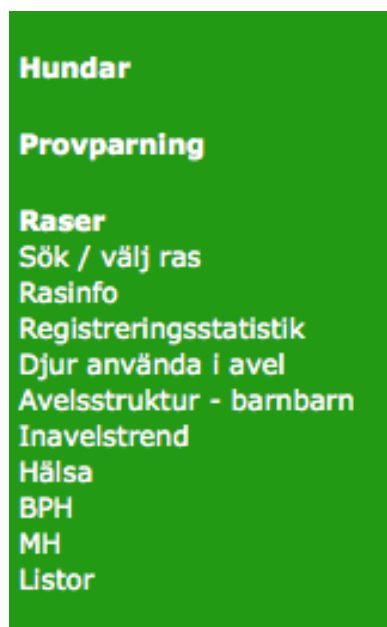 Hundar
Provparning
Raser
Sök / välj ras
Rasinfo
Registreringsstatistik
Djur använda i avel
Avelsstruktur - barnbarn
Inavelstrend
Hälsa
BPH
MH
Listor